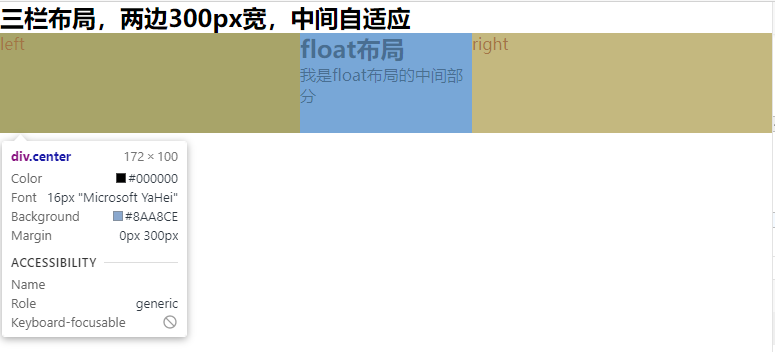 三栏布局，两边300px宽，中间自适应
left
float布局
right
我是float布局的中间部
分
div.center 172 × 100
Color #000000
Font 16px "Microsoft YaHei"
Background #8AA8CE
Margin 0px 300px
ACCESSIBILITY
Name
Role generic
Keyboard-focusable